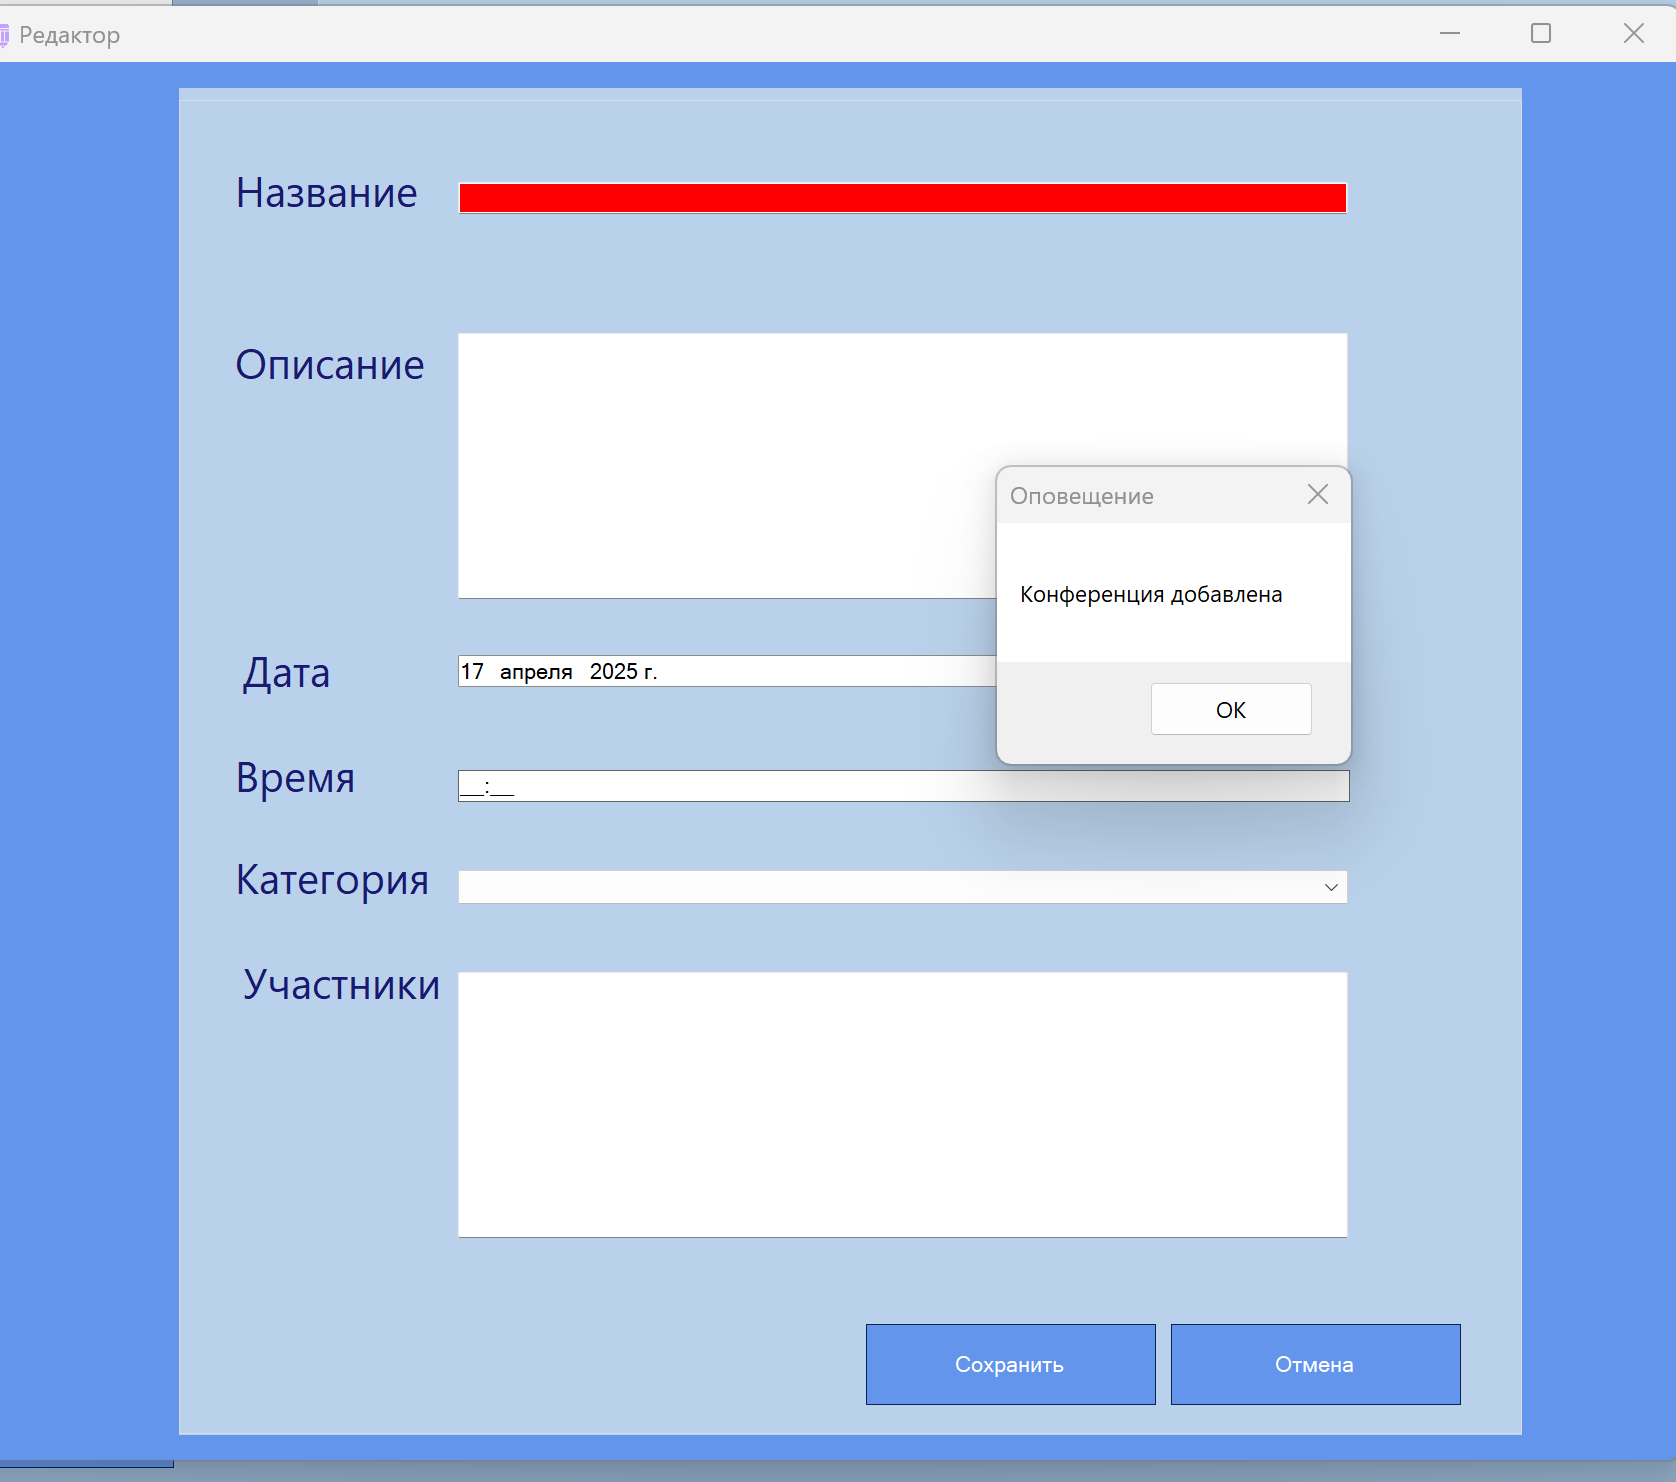 Редактор
Название
Описание
Оповещение
Конференция добавлена
OK
Дата
17 апреля 2025 г.
Время
__:__
Категория
Участники
Сохранить
Отмена